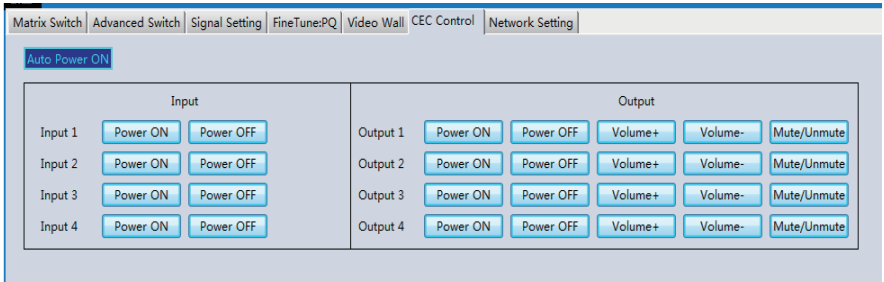 Matrix Switch Advanced Switch Signal Setting FineTune:PQ Video Wall CEC Control Network Setting
Auto Power ON
Input Output
Input 1 Power ON Power OFF Output 1 Power ON Power OFF Volume+ Volume- Mute/Unmute
Input 2 Power ON Power OFF Output 2 Power ON Power OFF Volume+ Volume- Mute/Unmute
Input 3 Power ON Power OFF Output 3 Power ON Power OFF Volume+ Volume- Mute/Unmute
Input 4 Power ON Power OFF Output 4 Power ON Power OFF Volume+ Volume- Mute/Unmute